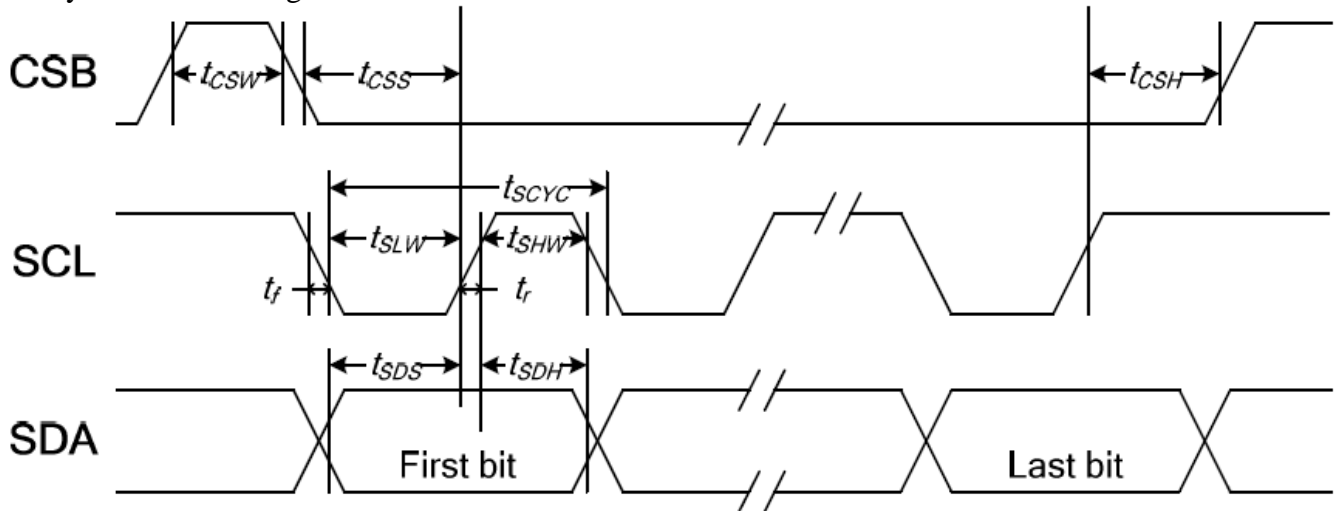 CSB
tCSW
tCSS
tCSH
tSCYC
SCL
tSLW
tSHW
tf
tr
tSDS
tSDH
SDA
First bit
Last bit